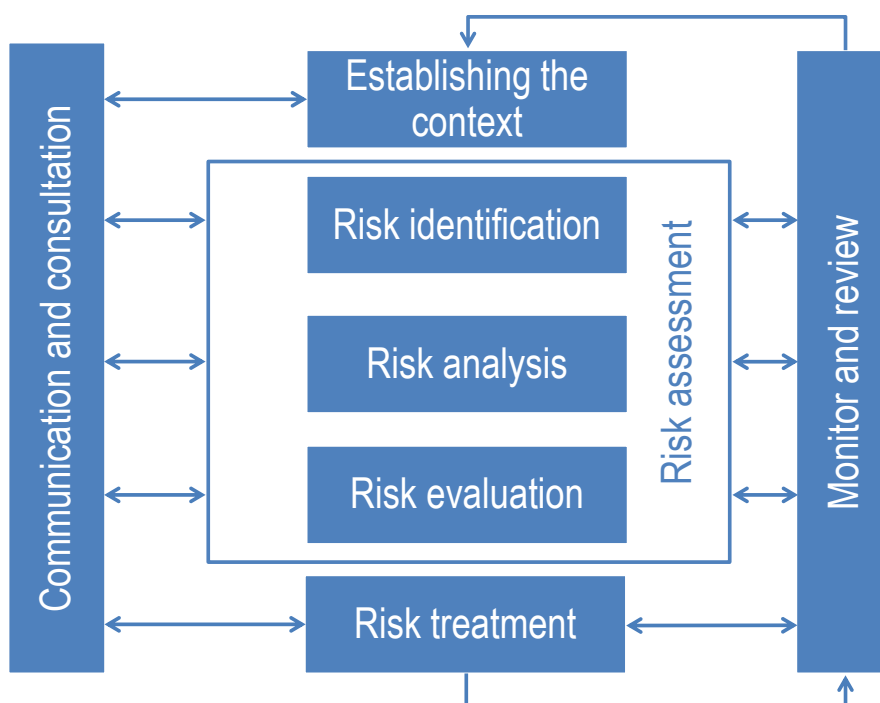 Communication and consultation
Establishing the
context
Risk identification
Risk analysis
Risk evaluation
Risk assessment
Risk treatment
Monitor and review